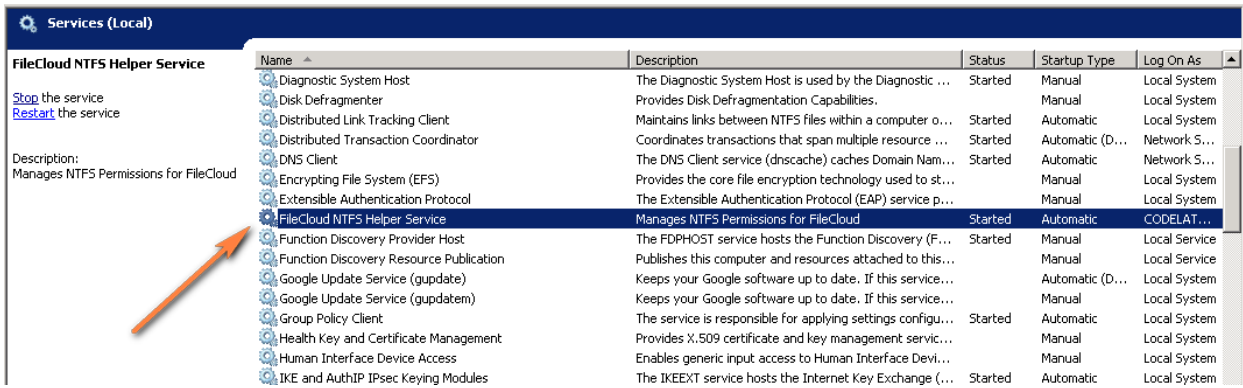 Services (Local)
FileCloud NTFS Helper Service
Stop the service
Restart the service
Description:
Manages NTFS Permissions for FileCloud
Name Description Status Startup Type Log On As
Diagnostic System Host The Diagnostic System Host is used by the Diagnostic ... Started Manual Local System
Disk Defragmenter Provides Disk Defragmentation Capabilities. Manual Local System
Distributed Link Tracking Client Maintains links between NTFS files within a computer o... Started Automatic Local System
Distributed Transaction Coordinator Coordinates transactions that span multiple resource ... Started Automatic (D... Network S...
DNS Client The DNS Client service (dnscache) caches Domain Nam... Started Automatic Network S...
Encrypting File System (EFS) Provides the core file encryption technology used to st... Manual Local System
Extensible Authentication Protocol The Extensible Authentication Protocol (EAP) service p... Manual Local System
FileCloud NTFS Helper Service Manages NTFS Permissions for FileCloud Started Automatic CODELAT...
Function Discovery Provider Host The FDPHOST service hosts the Function Discovery (F... Started Manual Local Service
Function Discovery Resource Publication Publishes this computer and resources attached to this... Manual Local Service
Google Update Service (gupdate) Keeps your Google software up to date. If this service... Automatic (D... Local System
Google Update Service (gupdatem) Keeps your Google software up to date. If this service... Manual Local System
Group Policy Client The service is responsible for applying settings configu... Started Automatic Local System
Health Key and Certificate Management Provides X.509 certificate and key management servic... Manual Local System
Human Interface Device Access Enables generic input access to Human Interface Devi... Manual Local System
IKE and AuthIP IPsec Keying Modules The IKEEXT service hosts the Internet Key Exchange (... Started Automatic Local System